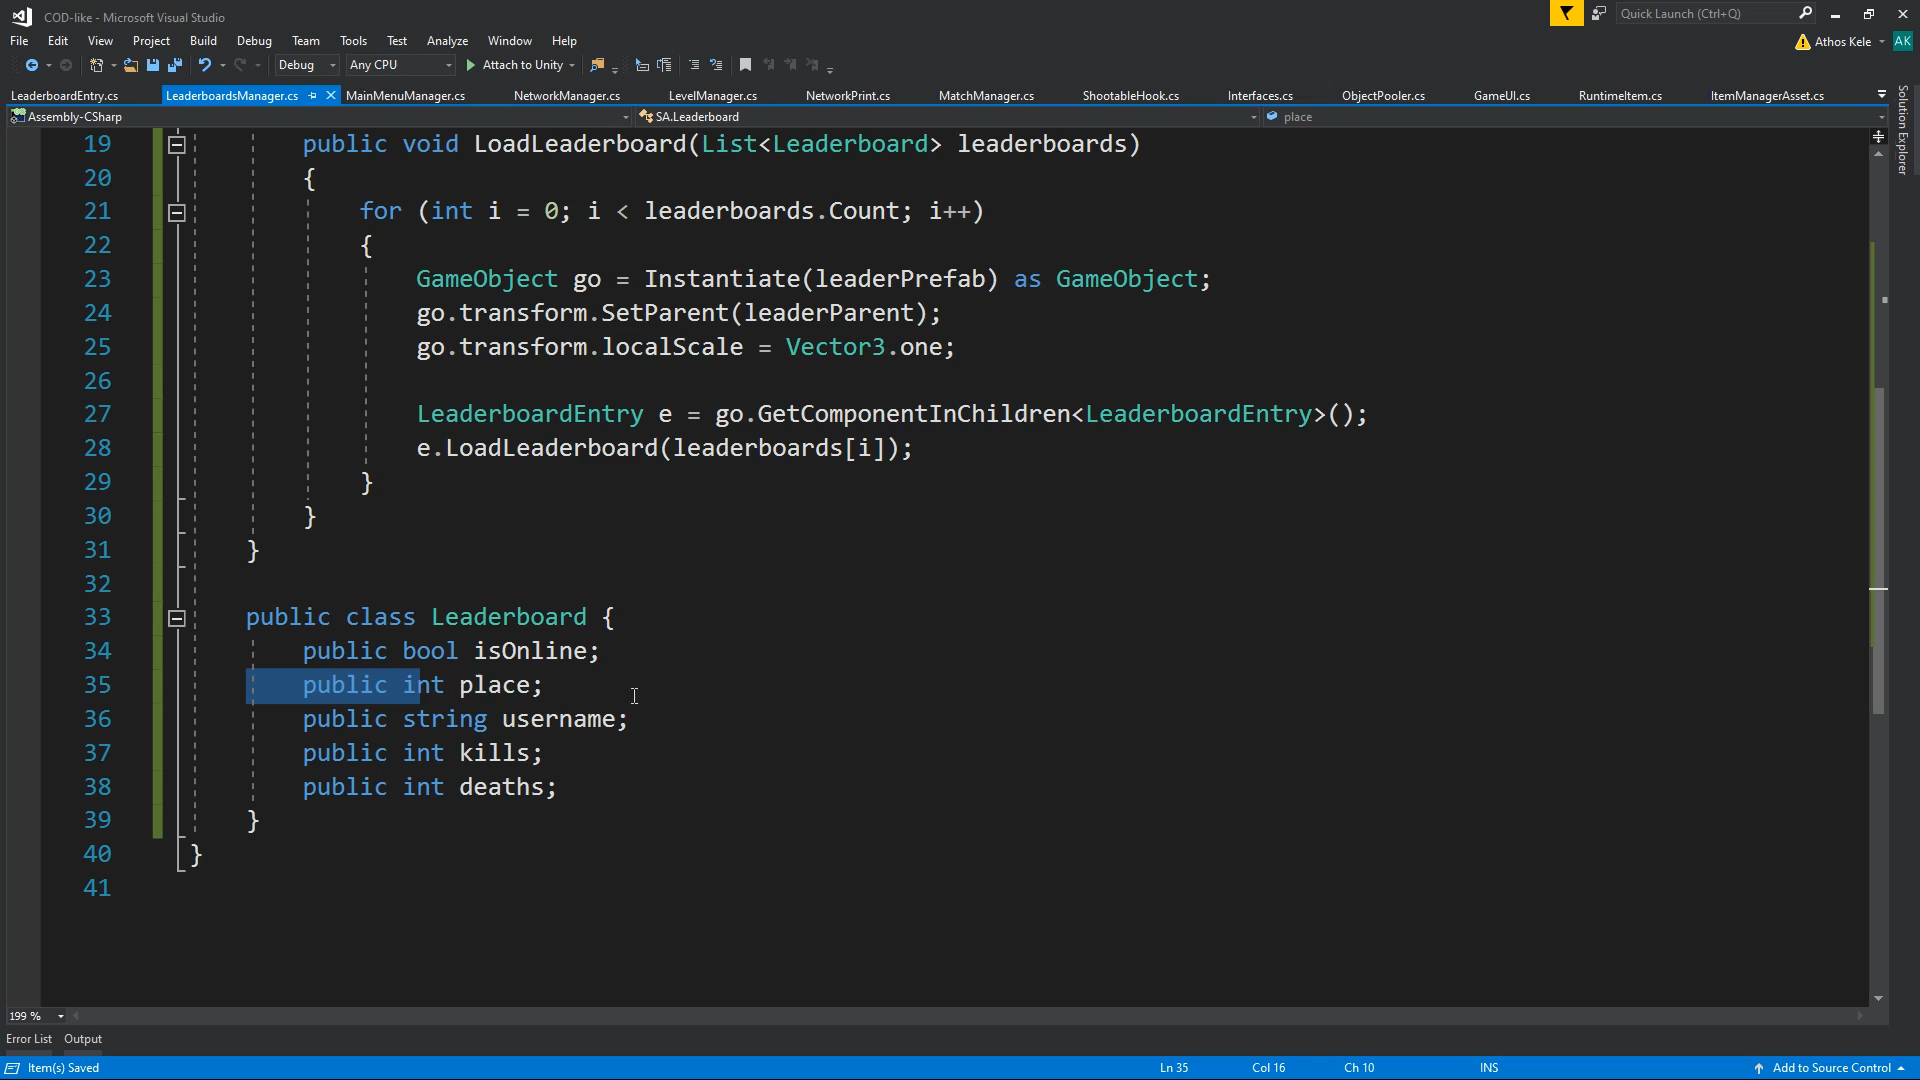 COD-like - Microsoft Visual Studio
Quick Launch (Ctrl+Q)
File Edit View Project Build Debug Team Tools Test Analyze Window Help
Athos Kele AK
Debug Any CPU Attach to Unity
LeaderboardEntry.cs LeaderboardsManager.cs MainMenuManager.cs NetworkManager.cs LevelManager.cs NetworkPrint.cs MatchManager.cs ShootableHook.cs Interfaces.cs ObjectPooler.cs GameUI.cs RuntimeItem.cs ItemManagerAsset.cs
Assembly-CSharp SA.Leaderboard place
Solution Explorer
19 public void LoadLeaderboard(List<Leaderboard> leaderboards)
20 {
21 for (int i = 0; i < leaderboards.Count; i++)
22 {
23 GameObject go = Instantiate(leaderPrefab) as GameObject;
24 go.transform.SetParent(leaderParent);
25 go.transform.localScale = Vector3.one;
26
27 LeaderboardEntry e = go.GetComponentInChildren<LeaderboardEntry>();
28 e.LoadLeaderboard(leaderboards[i]);
29 }
30 }
31 }
32
33 public class Leaderboard {
34 public bool isOnline;
35 public int place;
36 public string username;
37 public int kills;
38 public int deaths;
39 }
40 }
41
199 %
Error List Output
Item(s) Saved Ln 35 Col 16 Ch 10 INS Add to Source Control